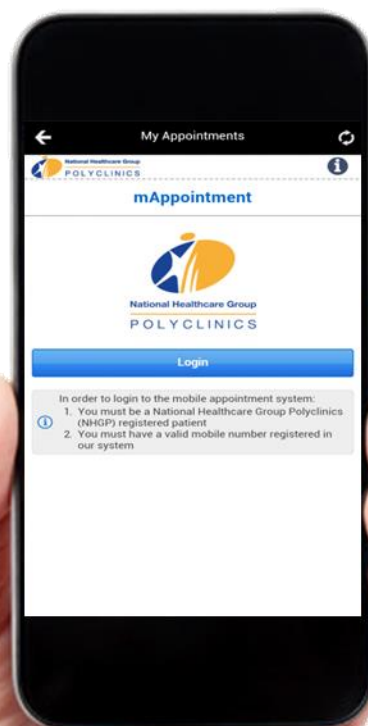 My Appointments
National Healthcare Group
POLYCLINICS
mAppointment
National Healthcare Group
POLYCLINICS
Login
In order to login to the mobile appointment system:
1. You must be a National Healthcare Group Polyclinics
(NHGP) registered patient
2. You must have a valid mobile number registered in
our system